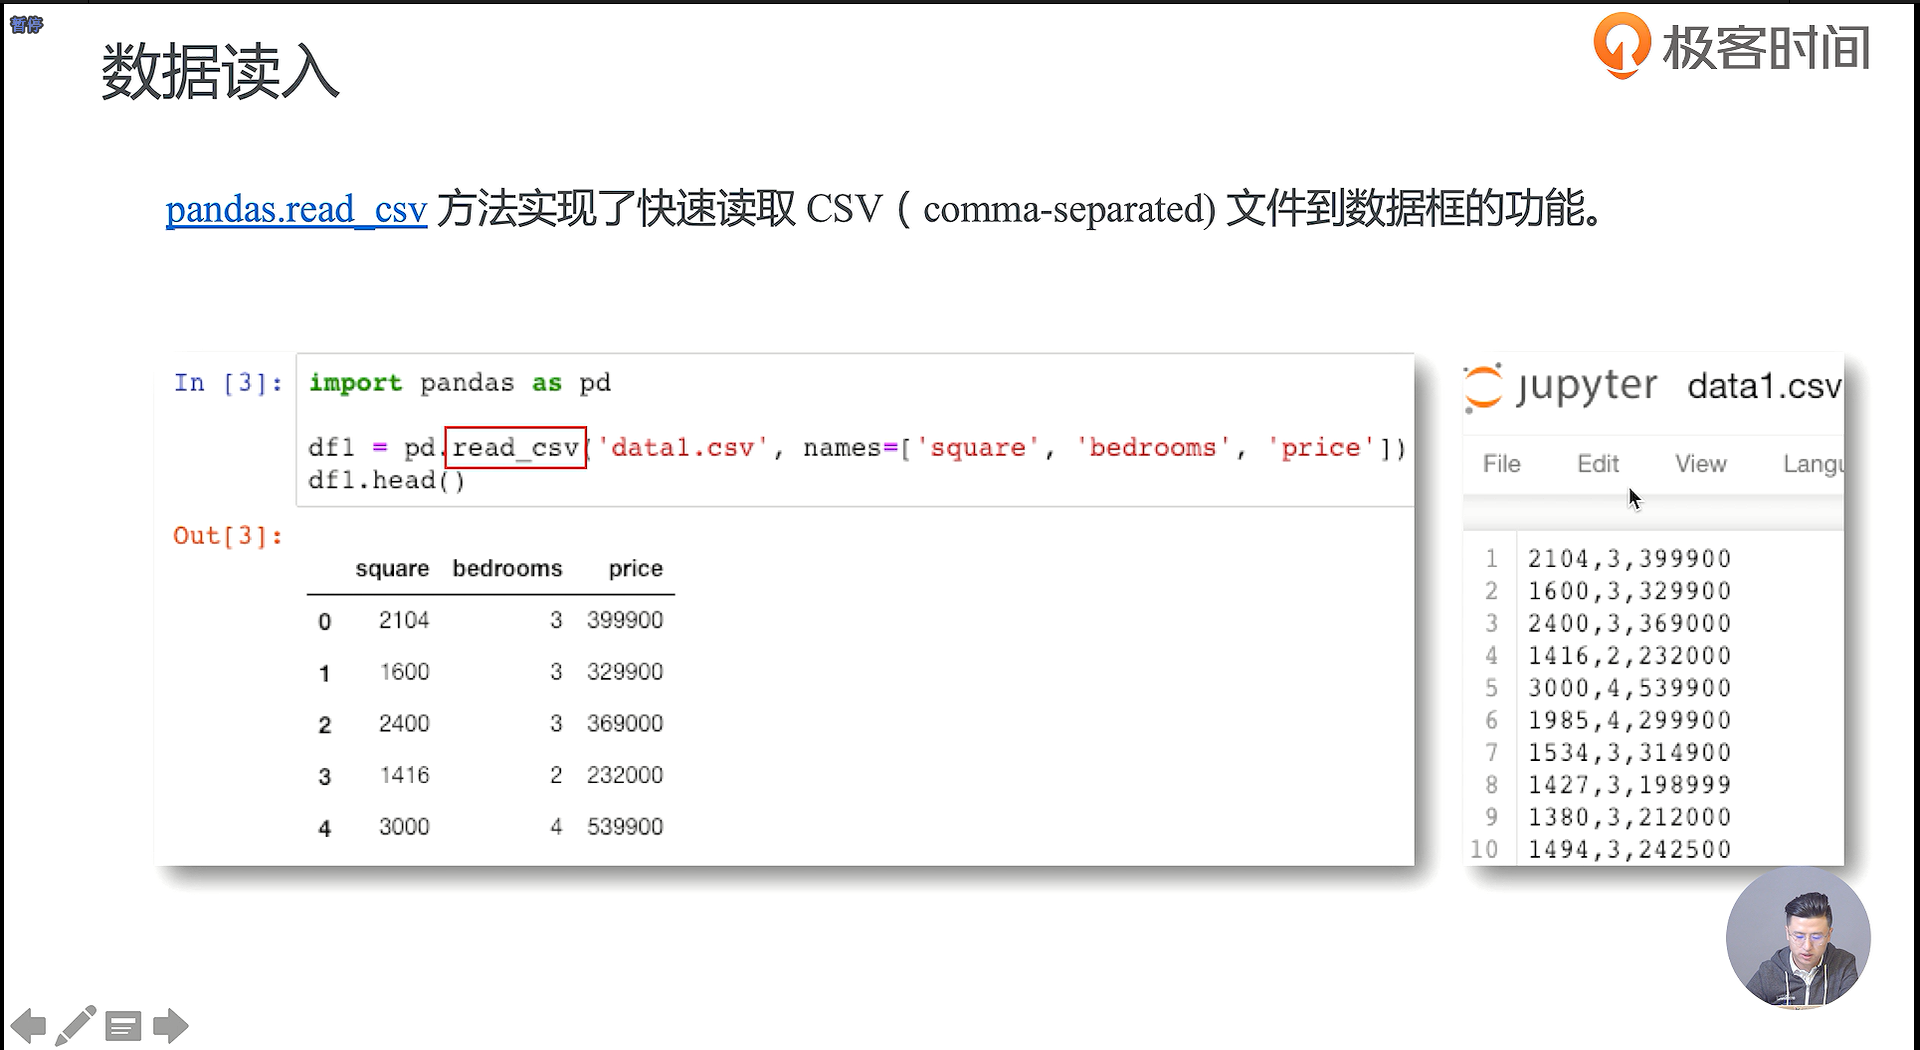 暂停
数据读入
极客时间
pandas.read_csv 方法实现了快速读取 CSV（comma-separated) 文件到数据框的功能。
In [3]: import pandas as pd
df1 = pd.read_csv('data1.csv', names=['square', 'bedrooms', 'price'])
df1.head()
Out[3]:
square bedrooms price
0 2104 3 399900
1 1600 3 329900
2 2400 3 369000
3 1416 2 232000
4 3000 4 539900
jupyter data1.csv
File Edit View Langu
1 2104,3,399900
2 1600,3,329900
3 2400,3,369000
4 1416,2,232000
5 3000,4,539900
6 1985,4,299900
7 1534,3,314900
8 1427,3,198999
9 1380,3,212000
10 1494,3,242500